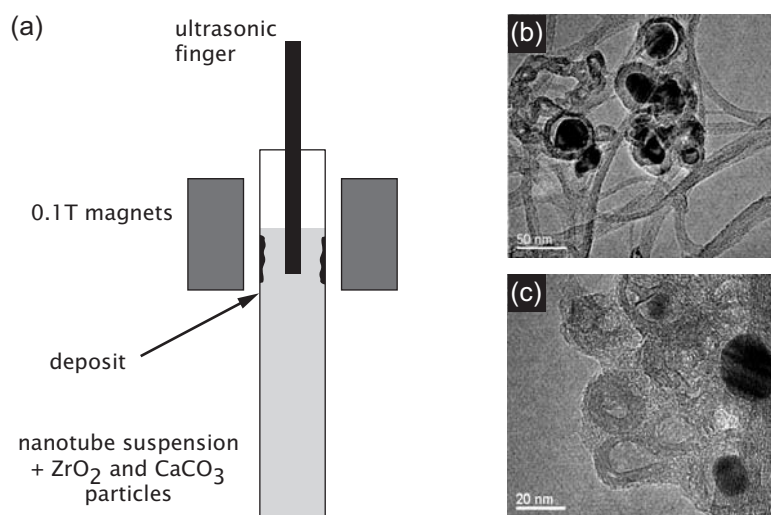 (a)
ultrasonic
finger
0.1T magnets
deposit
nanotube suspension
+ ZrO2 and CaCO3
particles
(b)
50 nm
(c)
20 nm